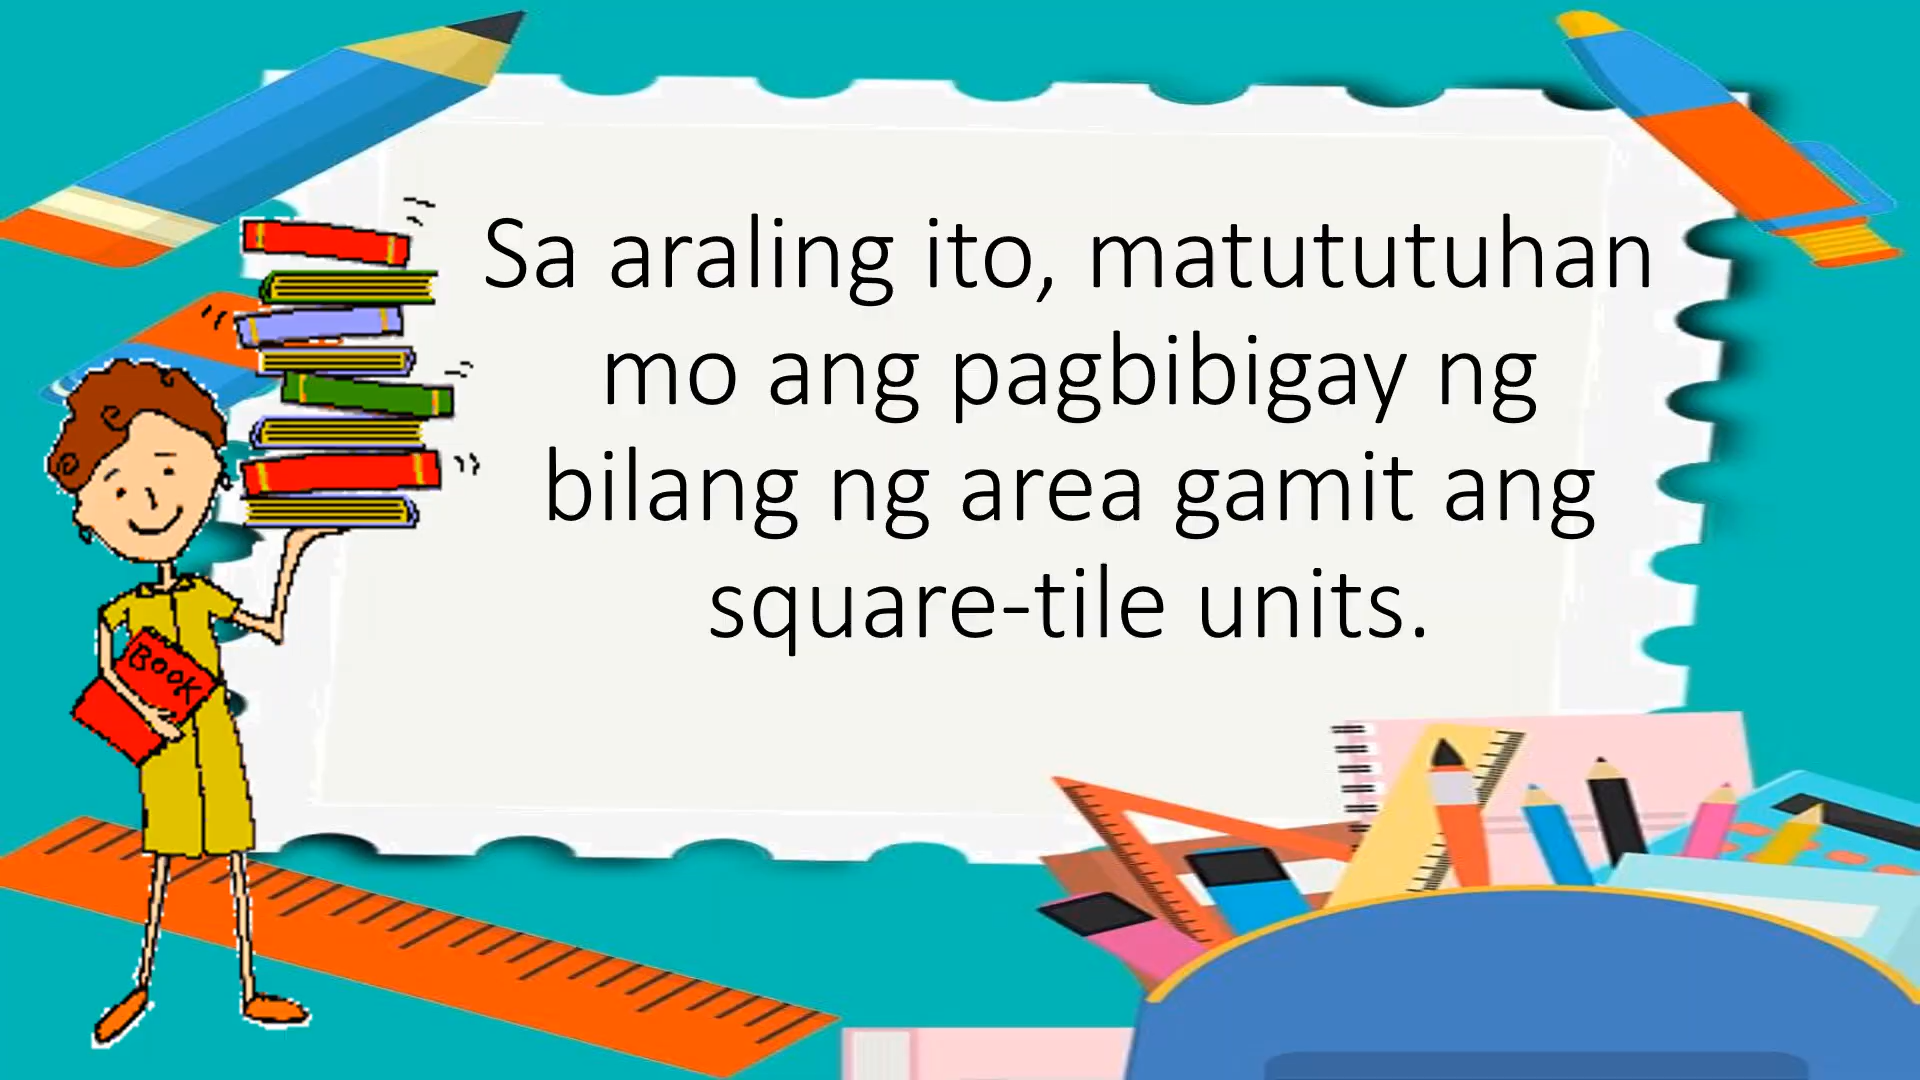 Sa araling ito, matututuhan
mo ang pagbibigay ng
bilang ng area gamit ang
square-tile units.
BOOK